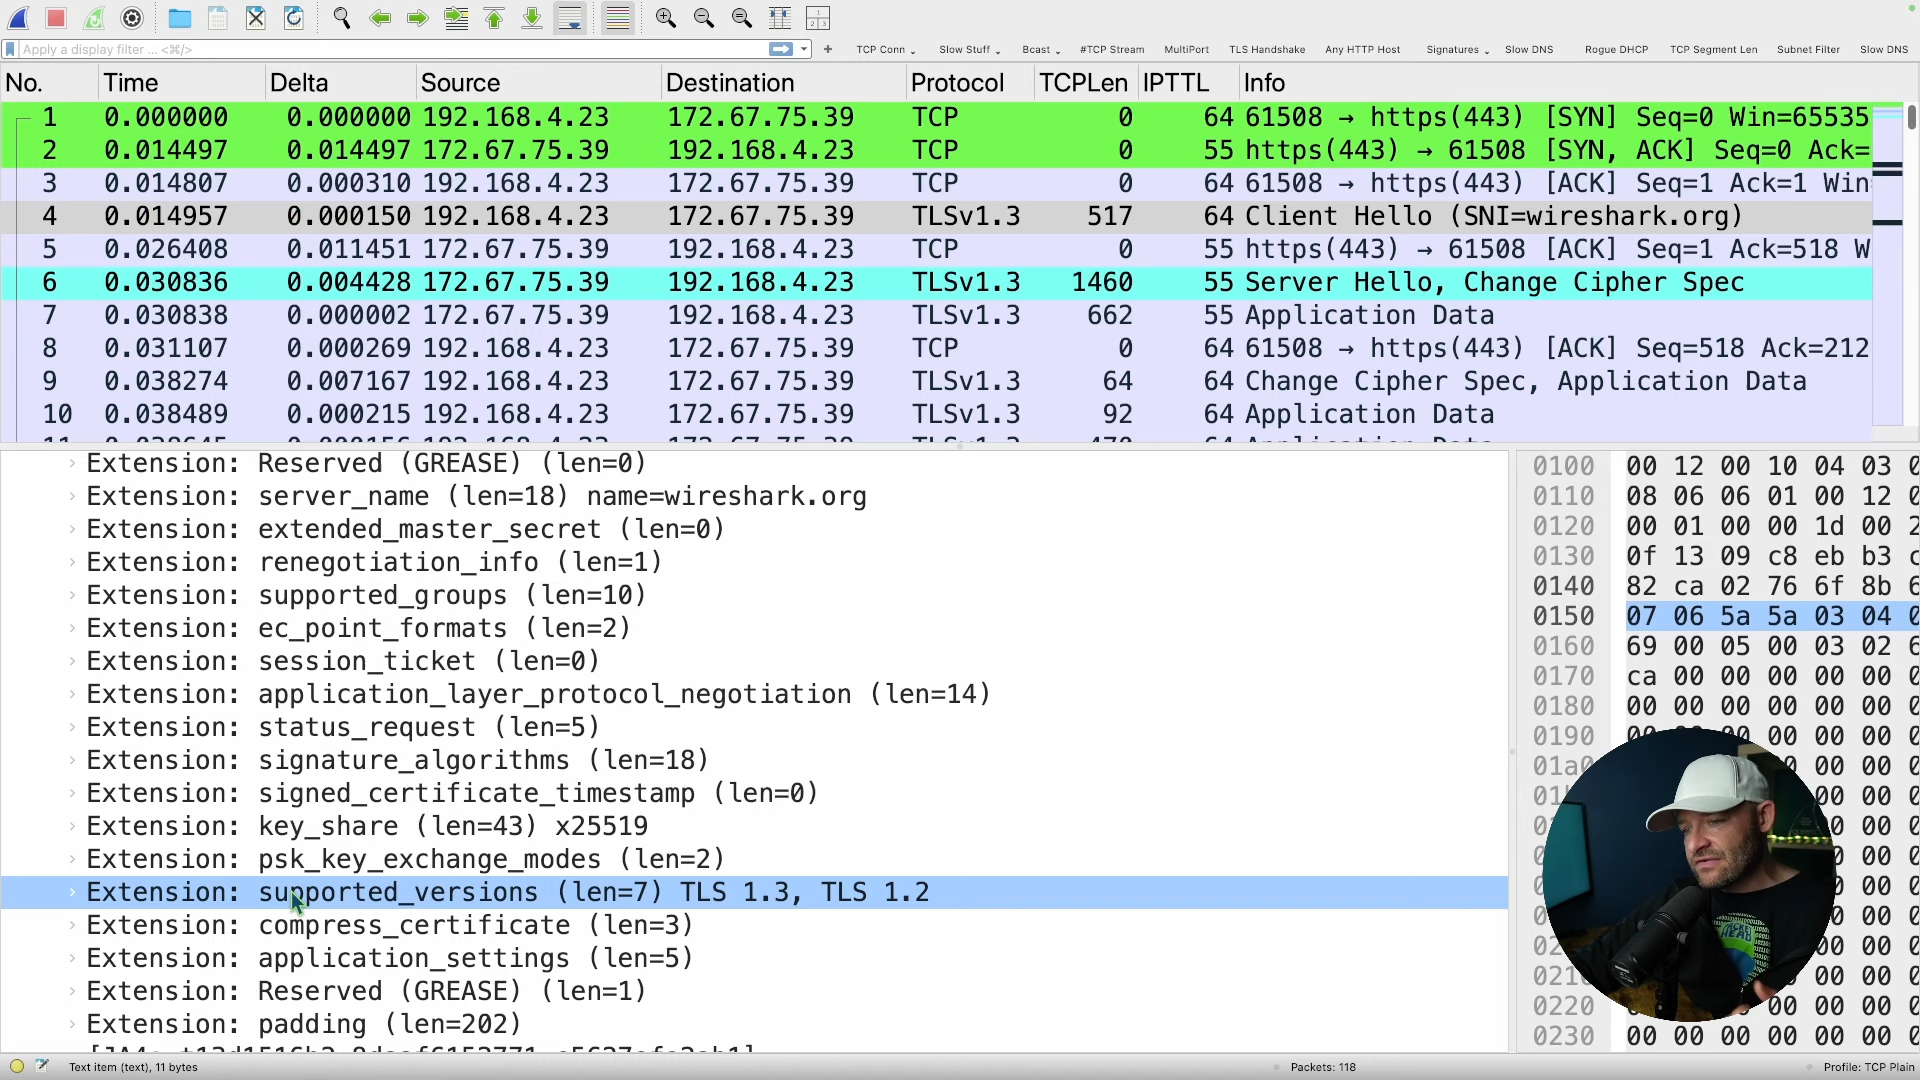 Apply a display filter ... <⌘/>
+
TCP Conn
Slow Stuff
Bcast
#TCP Stream
MultiPort
TLS Handshake
Any HTTP Host
Signatures
Slow DNS
Rogue DHCP
TCP Segment Len
Subnet Filter
Slow DNS
No. Time Delta Source Destination Protocol TCPLen IPTTL Info
1 0.000000 0.000000 192.168.4.23 172.67.75.39 TCP 0 64 61508 → https(443) [SYN] Seq=0 Win=65535
2 0.014497 0.014497 172.67.75.39 192.168.4.23 TCP 0 55 https(443) → 61508 [SYN, ACK] Seq=0 Ack=
3 0.014807 0.000310 192.168.4.23 172.67.75.39 TCP 0 64 61508 → https(443) [ACK] Seq=1 Ack=1 Win
4 0.014957 0.000150 192.168.4.23 172.67.75.39 TLSv1.3 517 64 Client Hello (SNI=wireshark.org)
5 0.026408 0.011451 172.67.75.39 192.168.4.23 TCP 0 55 https(443) → 61508 [ACK] Seq=1 Ack=518 W
6 0.030836 0.004428 172.67.75.39 192.168.4.23 TLSv1.3 1460 55 Server Hello, Change Cipher Spec
7 0.030838 0.000002 172.67.75.39 192.168.4.23 TLSv1.3 662 55 Application Data
8 0.031107 0.000269 192.168.4.23 172.67.75.39 TCP 0 64 61508 → https(443) [ACK] Seq=518 Ack=212
9 0.038274 0.007167 192.168.4.23 172.67.75.39 TLSv1.3 64 64 Change Cipher Spec, Application Data
10 0.038489 0.000215 192.168.4.23 172.67.75.39 TLSv1.3 92 64 Application Data
Extension: Reserved (GREASE) (len=0)
Extension: server_name (len=18) name=wireshark.org
Extension: extended_master_secret (len=0)
Extension: renegotiation_info (len=1)
Extension: supported_groups (len=10)
Extension: ec_point_formats (len=2)
Extension: session_ticket (len=0)
Extension: application_layer_protocol_negotiation (len=14)
Extension: status_request (len=5)
Extension: signature_algorithms (len=18)
Extension: signed_certificate_timestamp (len=0)
Extension: key_share (len=43) x25519
Extension: psk_key_exchange_modes (len=2)
Extension: supported_versions (len=7) TLS 1.3, TLS 1.2
Extension: compress_certificate (len=3)
Extension: application_settings (len=5)
Extension: Reserved (GREASE) (len=1)
Extension: padding (len=202)
0100 00 12 00 10 04 03
0110 08 06 06 01 00 12
0120 00 01 00 00 1d 00
0130 0f 13 09 c8 eb b3
0140 82 ca 02 76 6f 8b
0150 07 06 5a 5a 03 04
0160 69 00 05 00 03 02
0170 ca 00 00 00 00 00
0180 00 00 00 00 00 00
0190 00 00 00
00 00 00
00 00
00
00
00
00
00
00
0220 00 00
0230 00 00 00 00 00 00
Text item (text), 11 bytes
Packets: 118
Profile: TCP Plain